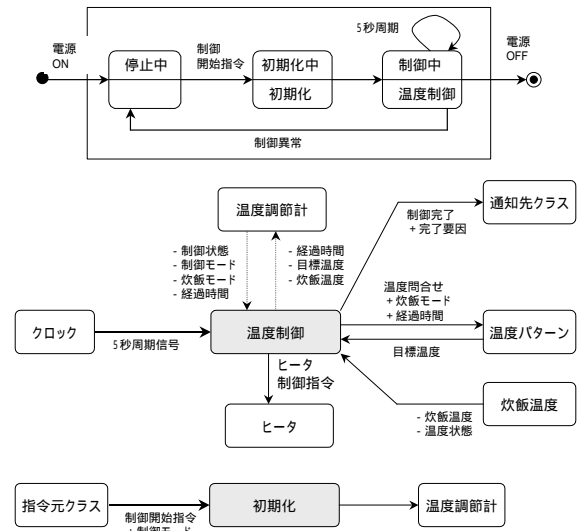 電源
ON
停止中
制御
開始指令
初期化中
初期化
5秒周期
制御中
温度制御
電源
OFF
制御異常
温度調節計
通知先クラス
制御完了
+ 完了要因
- 制御状態
- 制御モード
- 炊飯モード
- 経過時間
- 経過時間
- 目標温度
- 炊飯温度
温度問合せ
+ 炊飯モード
+ 経過時間
クロック
5秒周期信号
温度制御
温度パターン
目標温度
ヒータ
制御指令
炊飯温度
- 炊飯温度
- 温度状態
ヒータ
指令元クラス
制御開始指令
+ 制御モード
初期化
温度調節計